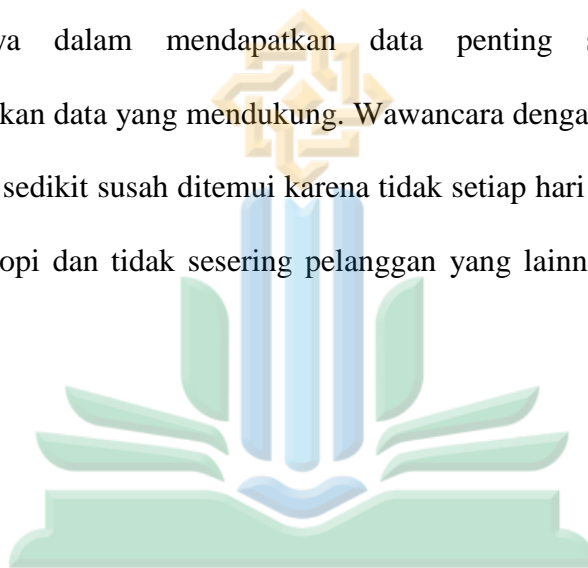 ya dalam mendapatkan data penting s
kan data yang mendukung. Wawancara denga
sedikit susah ditemui karena tidak setiap hari
opi dan tidak sesering pelanggan yang lainn